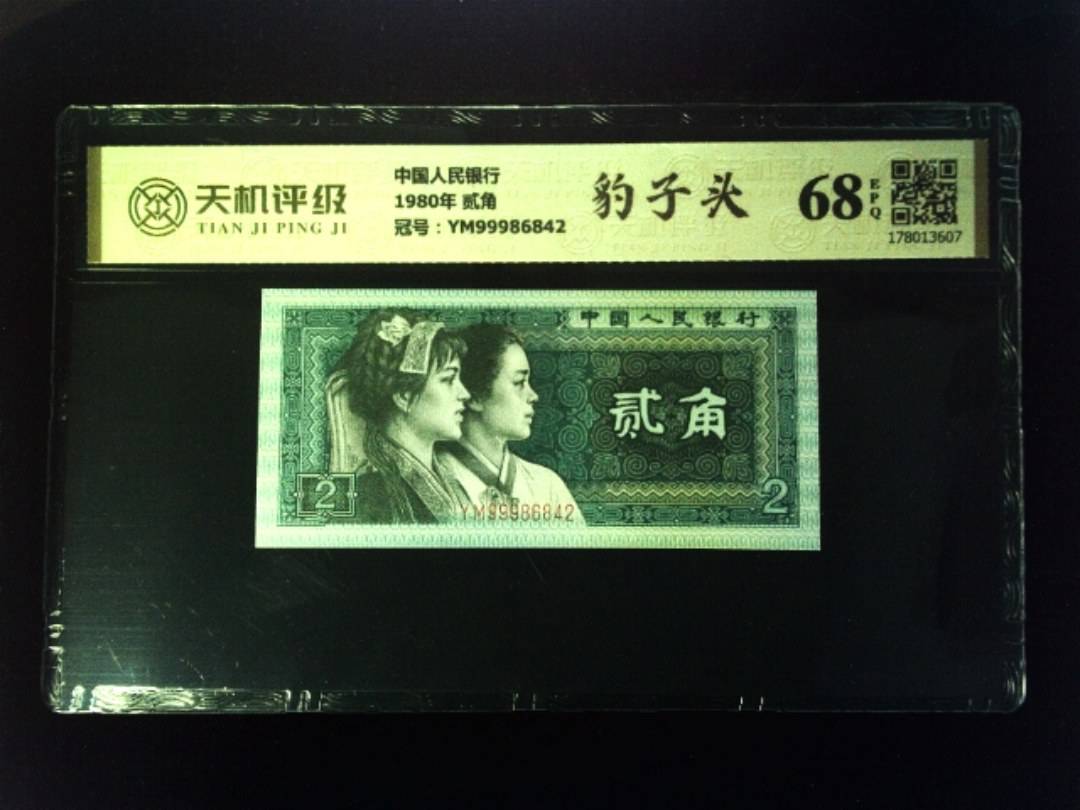 天机评级
TIAN JI PING JI
中国人民银行
1980年 贰角
冠号：YM99986842
豹子头
68
EPQ
178013607
中国人民银行
贰角
2
2
YM99986842